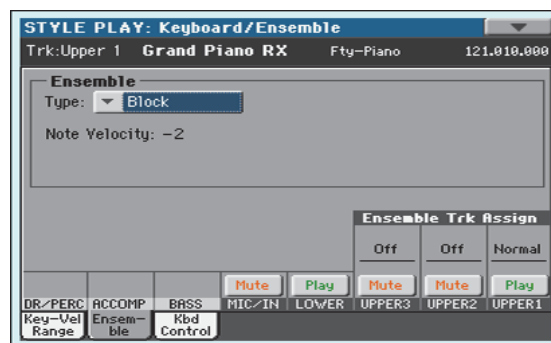 STYLE PLAY: Keyboard/Ensemble
Trk:Upper 1 Grand Piano RX Fty-Piano 121.010.000
Ensemble
Type: Block
Note Velocity: -2
Ensemble Trk Assign
Off Off Normal
Mute Play Mute Mute Play
DR/PERC ACCOMP BASS MIC/IN LOWER UPPER3 UPPER2 UPPER1
Key-Vel Ensem- Kbd
Range ble Control